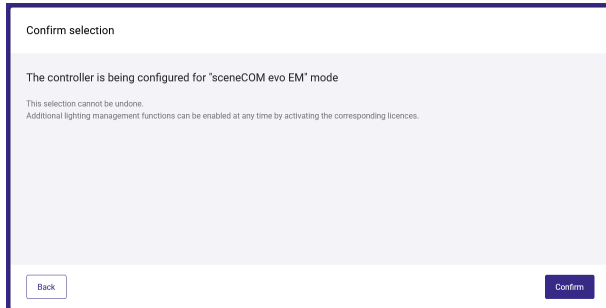 Confirm selection
The controller is being configured for "sceneCOM evo EM" mode
This selection cannot be undone.
Additional lighting management functions can be enabled at any time by activating the corresponding licences.
Back
Confirm